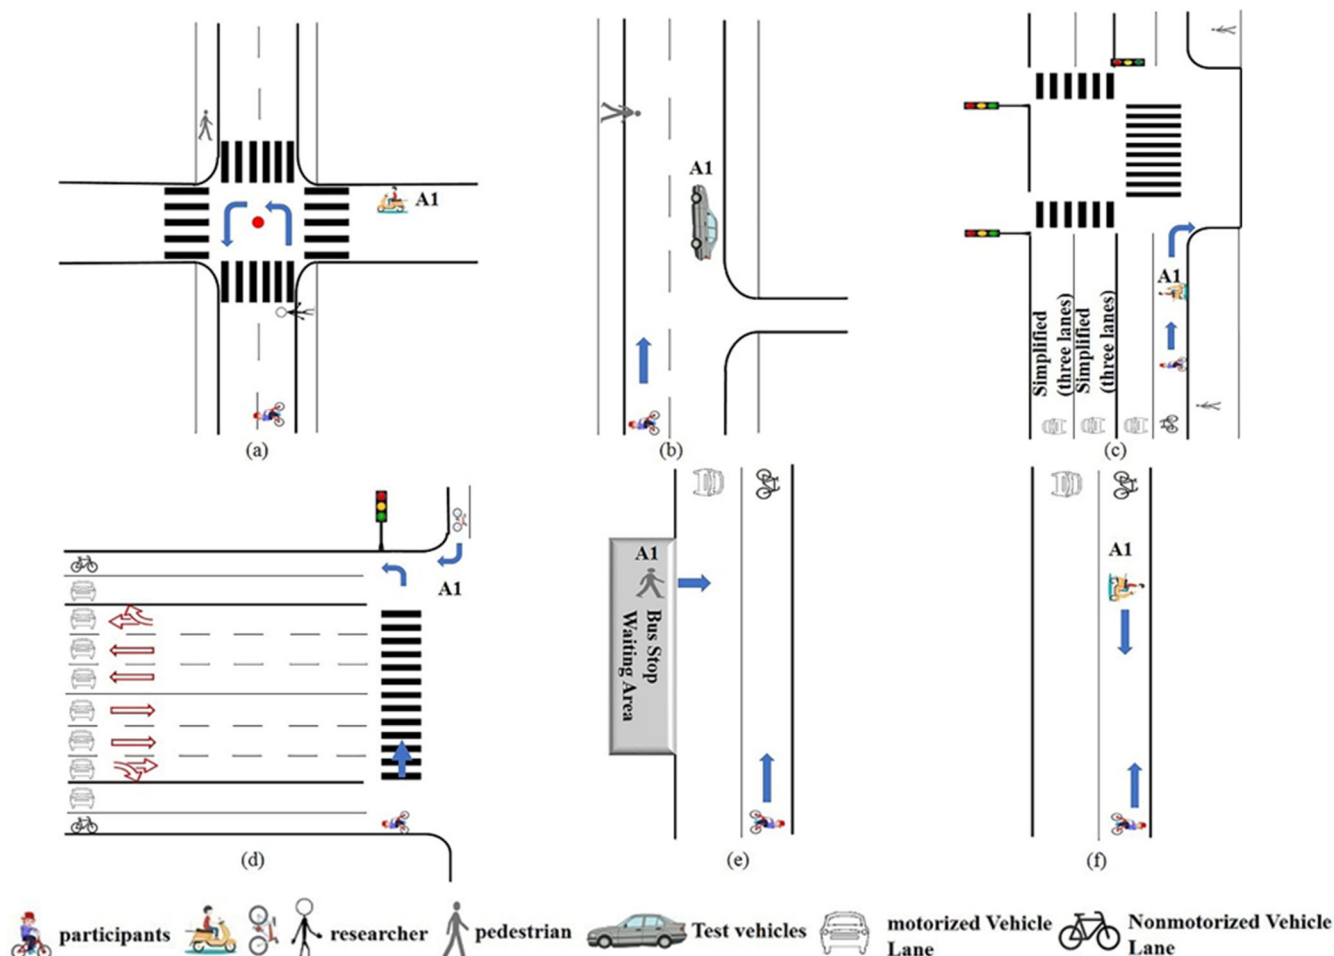 A1
(a)
A1
(b)
A1
Simplified
(three lanes)
Simplified
(three lanes)
(c)
A1
(d)
A1
Bus Stop
Waiting Area
(e)
A1
(f)
participants
researcher
pedestrian
Test vehicles
motorized Vehicle
Lane
Nonmotorized Vehicle
Lane